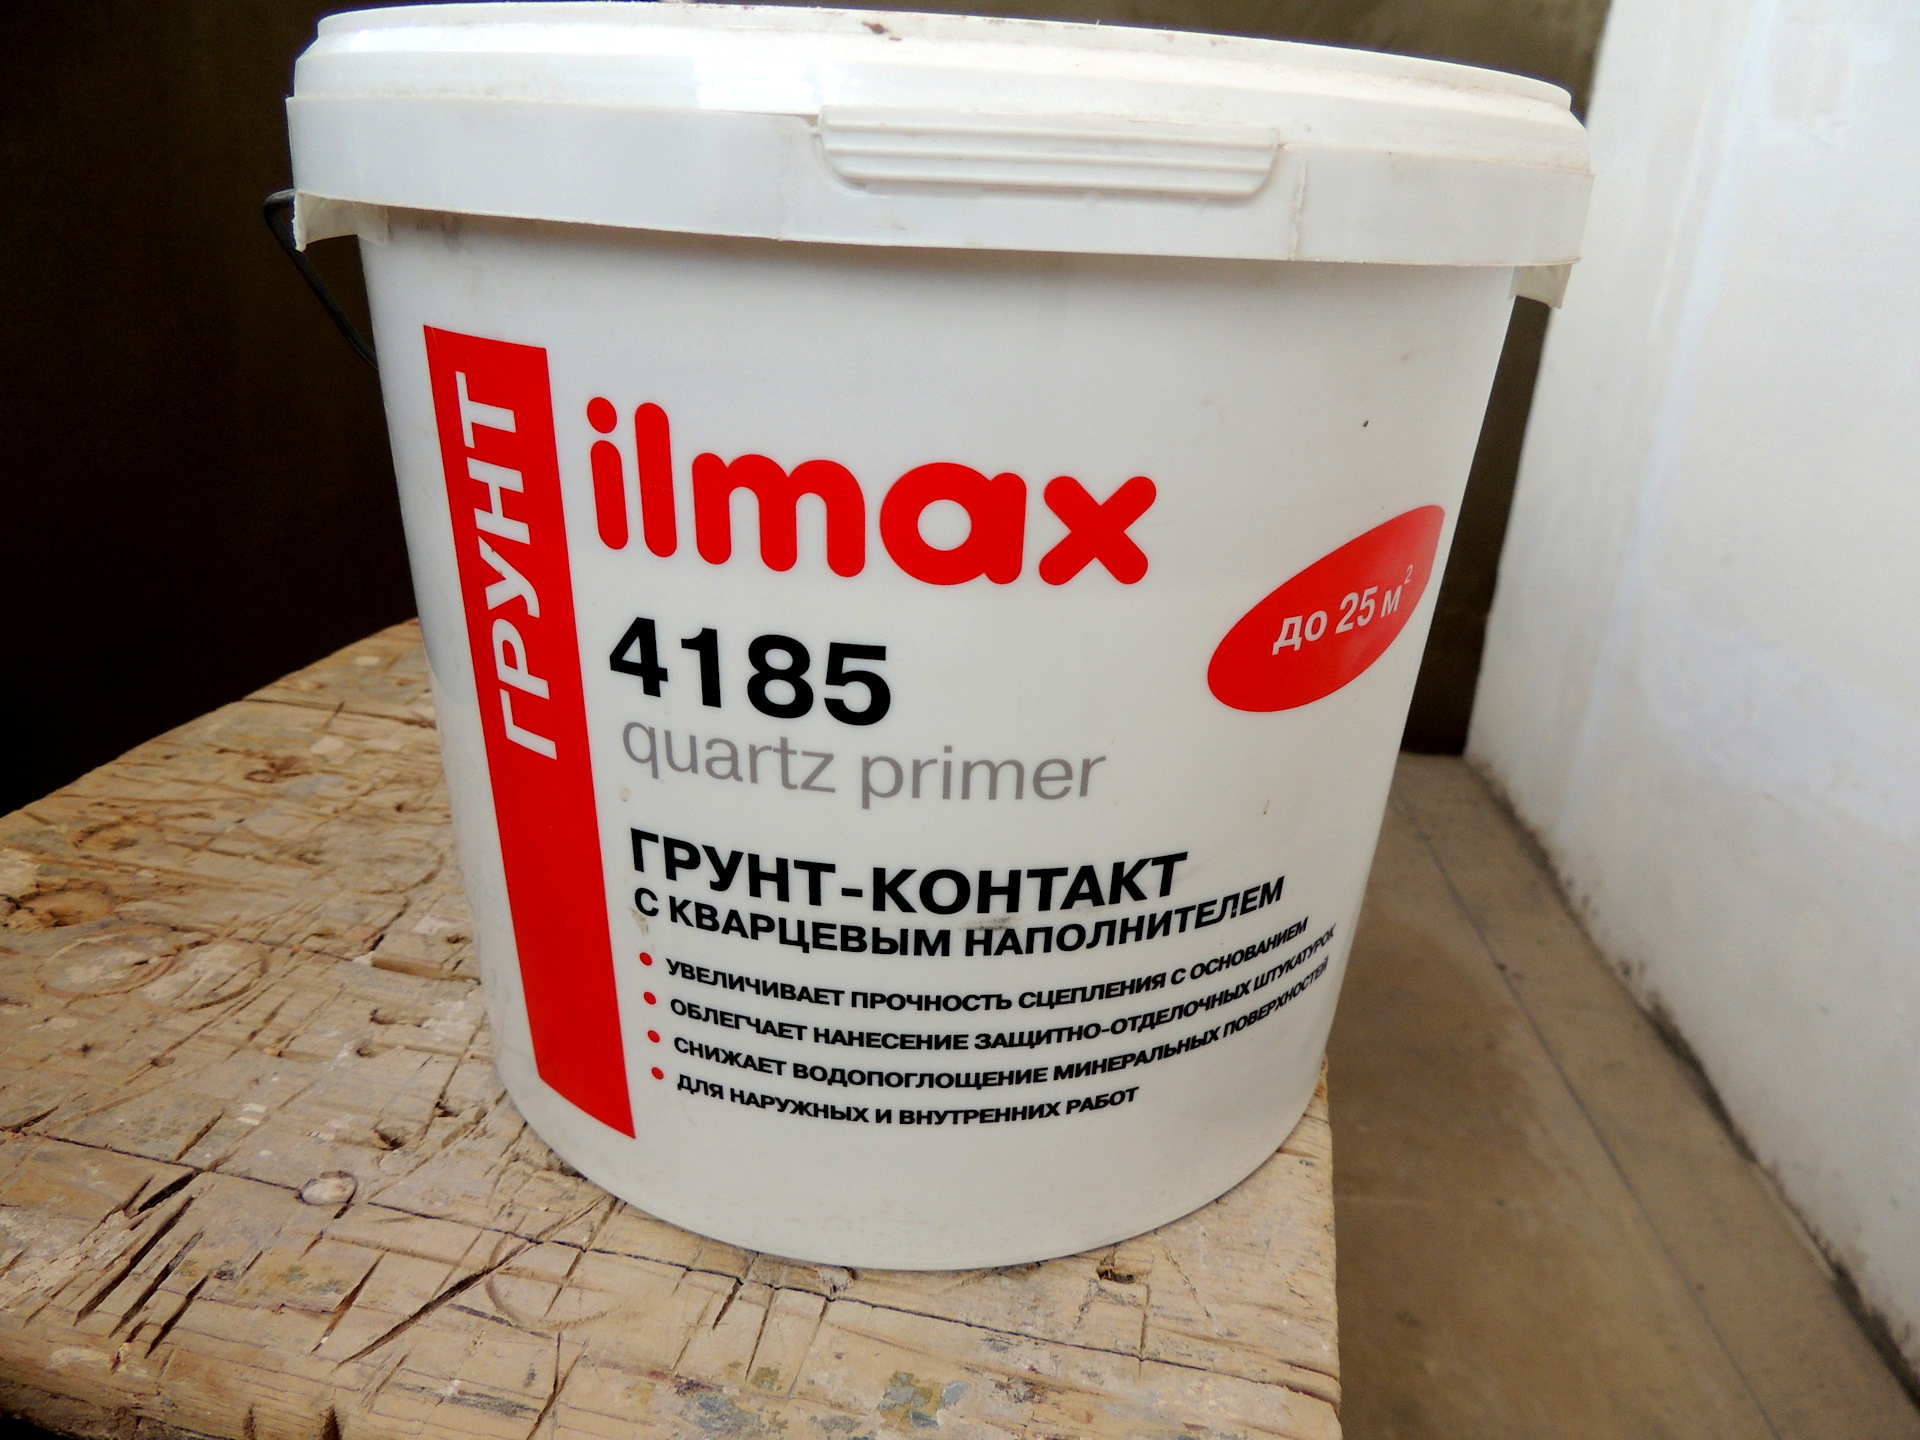 ГРУНТ
ilmax
4185
quartz primer
до 25 м²
ГРУНТ-КОНТАКТ
С КВАРЦЕВЫМ НАПОЛНИТЕЛЕМ
• УВЕЛИЧИВАЕТ ПРОЧНОСТЬ СЦЕПЛЕНИЯ С ОСНОВАНИЕМ
• ОБЛЕГЧАЕТ НАНЕСЕНИЕ ЗАЩИТНО-ОТДЕЛОЧНЫХ ШТУКАТУРОК
• СНИЖАЕТ ВОДОПОГЛОЩЕНИЕ МИНЕРАЛЬНЫХ ПОВЕРХНОСТЕЙ
• ДЛЯ НАРУЖНЫХ И ВНУТРЕННИХ РАБОТ